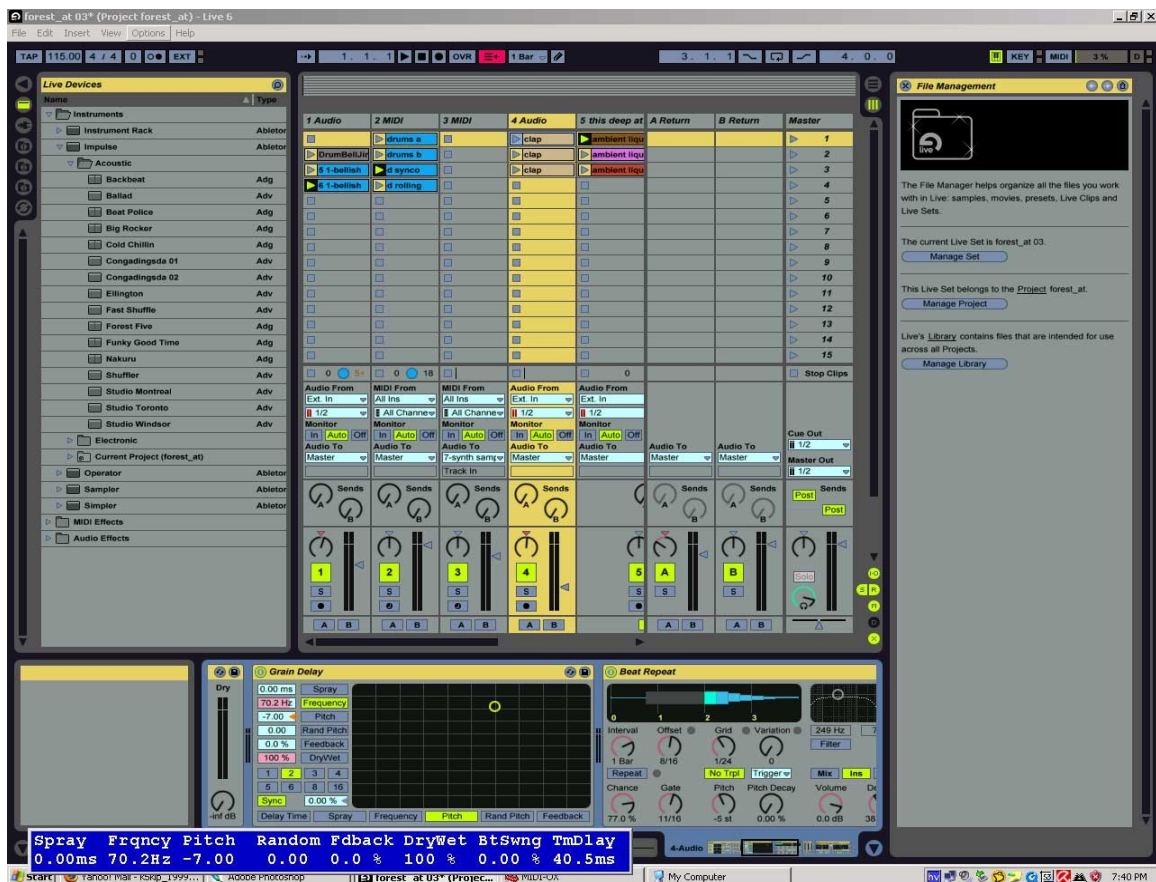 forest_at 03* (Project forest_at) - Live 6
File Edit Insert View Options Help
TAP 115.00 4 / 4 0 EXT 1. 1. 1 OVR 1 Bar 3. 1. 1 4. 0. 0 KEY MIDI 3 % D
Live Devices
Name Type
Instruments
Instrument Rack Ableton
Impulse Ableton
Acoustic
Backbeat Adg
Ballad Adv
Beat Police Adg
Big Rocker Adg
Cold Chillin Adg
Congadingsda 01 Adv
Congadingsda 02 Adv
Ellington Adv
Fast Shuffle Adv
Forest Five Adg
Funky Good Time Adg
Nakuru Adg
Shuffler Adv
Studio Montreal Adv
Studio Toronto Adv
Studio Windsor Adv
Electronic
Current Project (forest_at)
Operator Ableton
Sampler Ableton
Simpler Ableton
MIDI Effects
Audio Effects
1 Audio 2 MIDI 3 MIDI 4 Audio 5 this deep at A Return B Return Master
drums a clap ambient liqu 1
DrumBellJin drums b clap ambient liqu 2
5 1-bellish d synco clap ambient liqu 3
6 1-bellish d rolling 4
5
6
7
8
9
10
11
12
13
14
15
0 5+ 0 18 0 Stop Clips
Audio From MIDI From MIDI From Audio From Audio From
Ext. In All Ins All Ins Ext. In Ext. In
1/2 All Channe All Channe 1/2 1/2
Monitor Monitor Monitor Monitor Monitor
In Auto Off In Auto Off In Auto Off In Auto Off In Auto Off Cue Out
Audio To Audio To Audio To Audio To Audio To Audio To Audio To 1/2
Master Master 7-synth samp Master Master Master Master Master Out
Track In 1/2
Sends Sends Sends Sends Sends Sends Sends
A B A B A B A B A B A B Post Post
1 2 3 4 5 A B Solo
S S S S S S S
A B A B A B A B A B A B
File Management
live
The File Manager helps organize all the files you work
with in Live: samples, movies, presets, Live Clips and
Live Sets.
The current Live Set is forest_at 03.
Manage Set
This Live Set belongs to the Project forest_at.
Manage Project
Live's Library contains files that are intended for use
across all Projects.
Manage Library
I-O
S R
R
D
X
Dry
-inf dB
Grain Delay
0.00 ms Spray
70.2 Hz Frequency
-7.00 Pitch
0.00 Rand Pitch
0.0 % Feedback
100 % DryWet
1 2 3 4
5 6 8 16
Sync 0.00 %
Delay Time Spray Frequency Pitch Rand Pitch Feedback
Beat Repeat
0 1 2 3
Interval Offset Grid Variation 249 Hz 7
1 Bar 8/16 1/24 0 Filter
Repeat No Trpl Trigger Mix Ins
Chance Gate Pitch Pitch Decay Volume De
77.0 % 11/16 -5 st 0.00 % 0.0 dB 38
4-Audio
Spray Frqncy Pitch Random Fdback DryWet BtSwng TmDlay
0.00ms 70.2Hz -7.00 0.00 0.0 % 100 % 0.00 % 40.5ms
Start Yahoo! Mail - kskip_1999... Adobe Photoshop forest_at 03* (Projec... MIDI-OX My Computer 7:40 PM